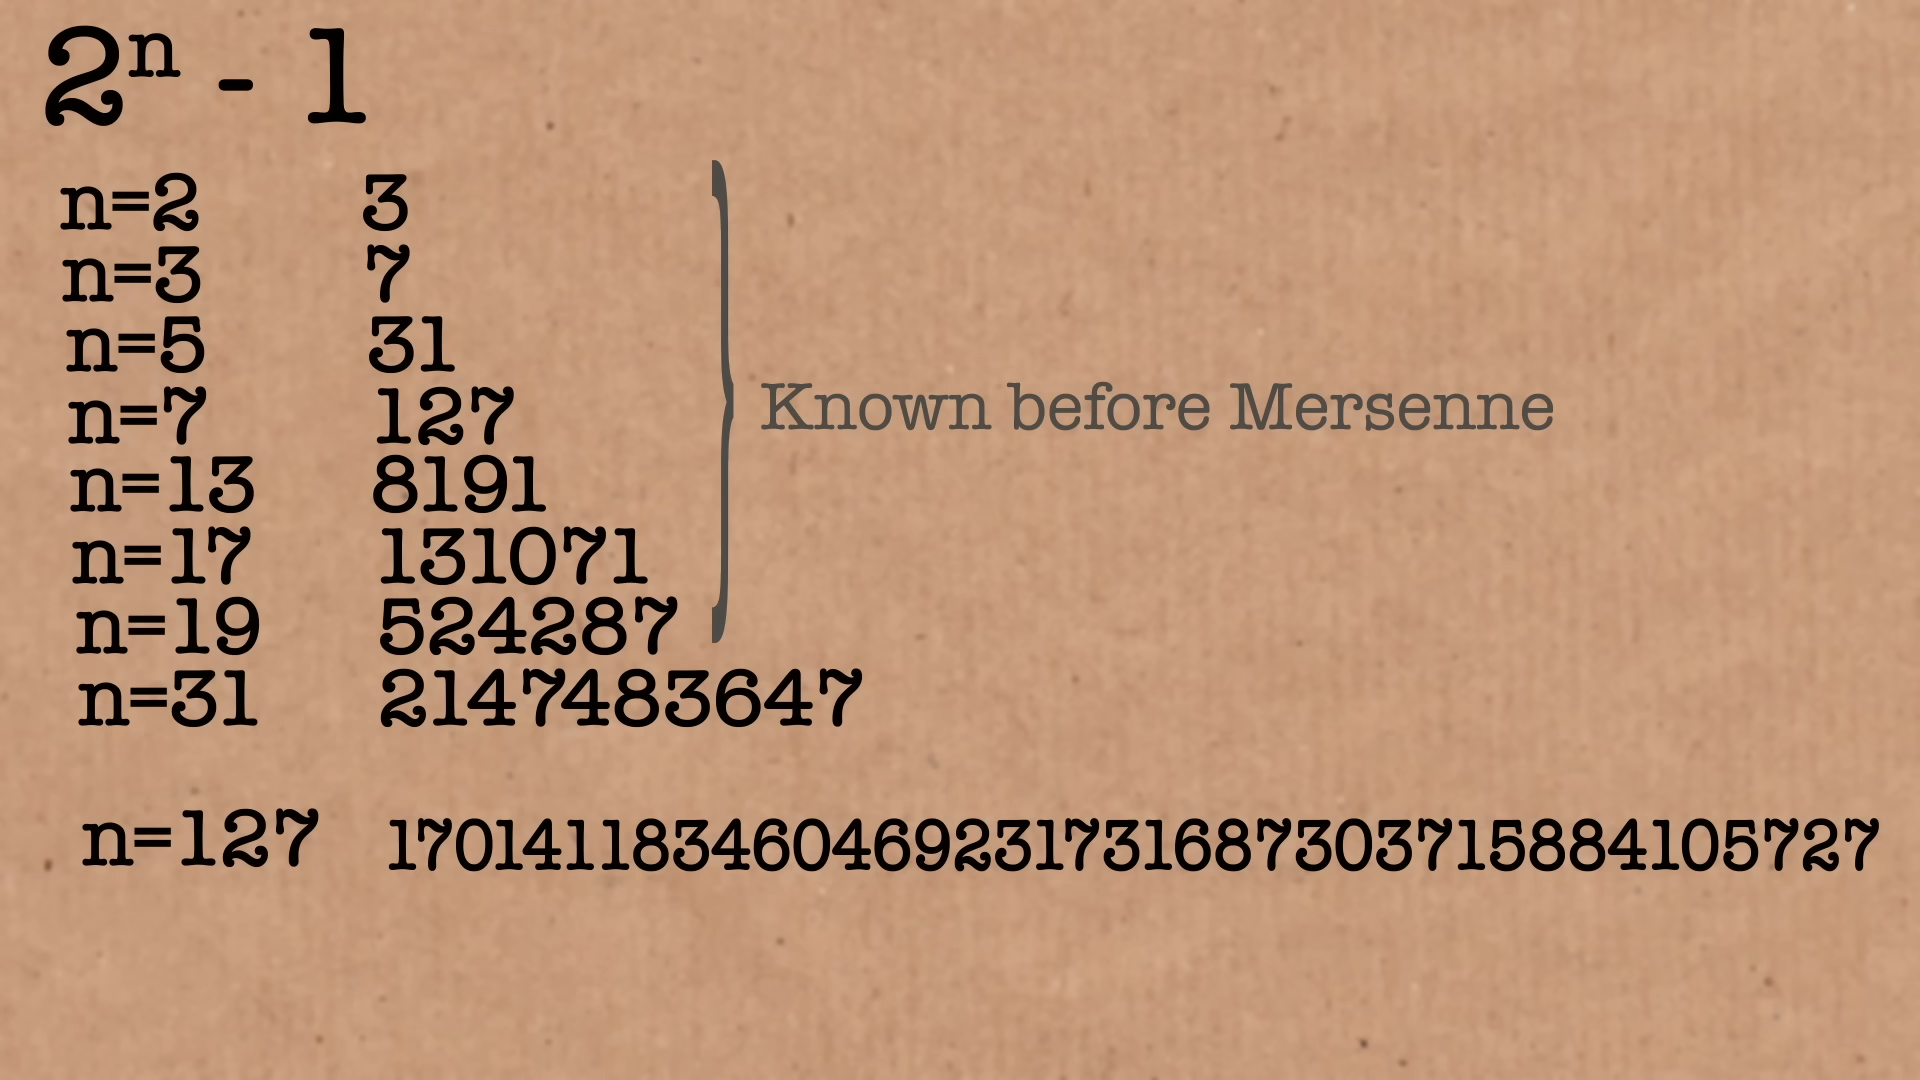 2ⁿ - 1
n=2 3
n=3 7
n=5 31
n=7 127
Known before Mersenne
n=13 8191
n=17 131071
n=19 524287
n=31 2147483647
n=127 170141183460469231731687303715884105727